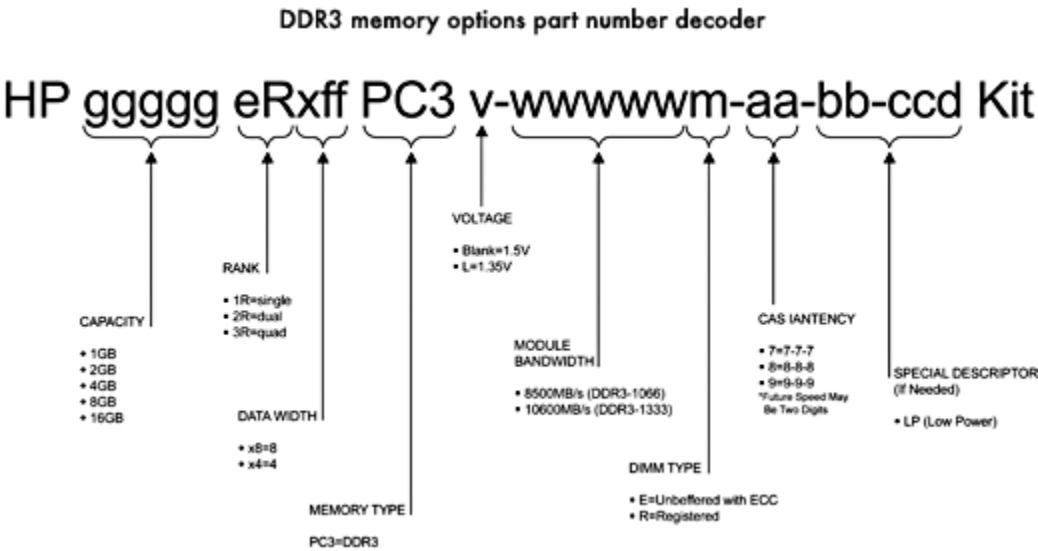 DDR3 memory options part number decoder
HP ggggg eRxff PC3 v-wwwwwm-aa-bb-ccd Kit
VOLTAGE
▪ Blank=1.5V
▪ L=1.35V
RANK
▪ 1R=single
▪ 2R=dual
▪ 3R=quad
CAPACITY
+ 1GB
+ 2GB
+ 4GB
+ 8GB
+ 16GB
CAS IANTENCY
▪ 7=7-7-7
▪ 8=8-8-8
▪ 9=9-9-9
*Future Speed May
Be Two Digits
MODULE
BANDWIDTH
▪ 8500MB/s (DDR3-1066)
▪ 10600MB/s (DDR3-1333)
SPECIAL DESCRIPTOR
(If Needed)
▪ LP (Low Power)
DATA WIDTH
+ x8=8
▪ x4=4
DIMM TYPE
▪ E=Unbeffered with ECC
▪ R=Registered
MEMORY TYPE
PC3=DDR3